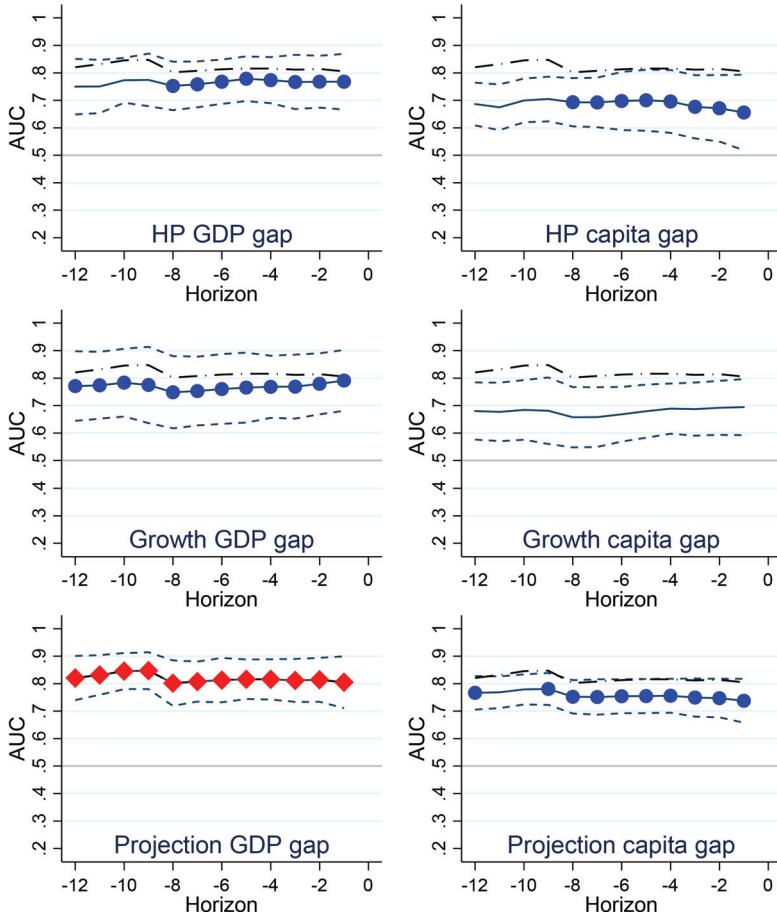 AUC
1
.9
.8
.7
.6
.5
.4
.3
.2
HP GDP gap
-12 -10 -8 -6 -4 -2 0
Horizon
AUC
1
.9
.8
.7
.6
.5
.4
.3
.2
HP capita gap
-12 -10 -8 -6 -4 -2 0
Horizon
AUC
1
.9
.8
.7
.6
.5
.4
.3
.2
Growth GDP gap
-12 -10 -8 -6 -4 -2 0
Horizon
AUC
1
.9
.8
.7
.6
.5
.4
.3
.2
Growth capita gap
-12 -10 -8 -6 -4 -2 0
Horizon
AUC
1
.9
.8
.7
.6
.5
.4
.3
.2
Projection GDP gap
-12 -10 -8 -6 -4 -2 0
Horizon
AUC
1
.9
.8
.7
.6
.5
.4
.3
.2
Projection capita gap
-12 -10 -8 -6 -4 -2 0
Horizon